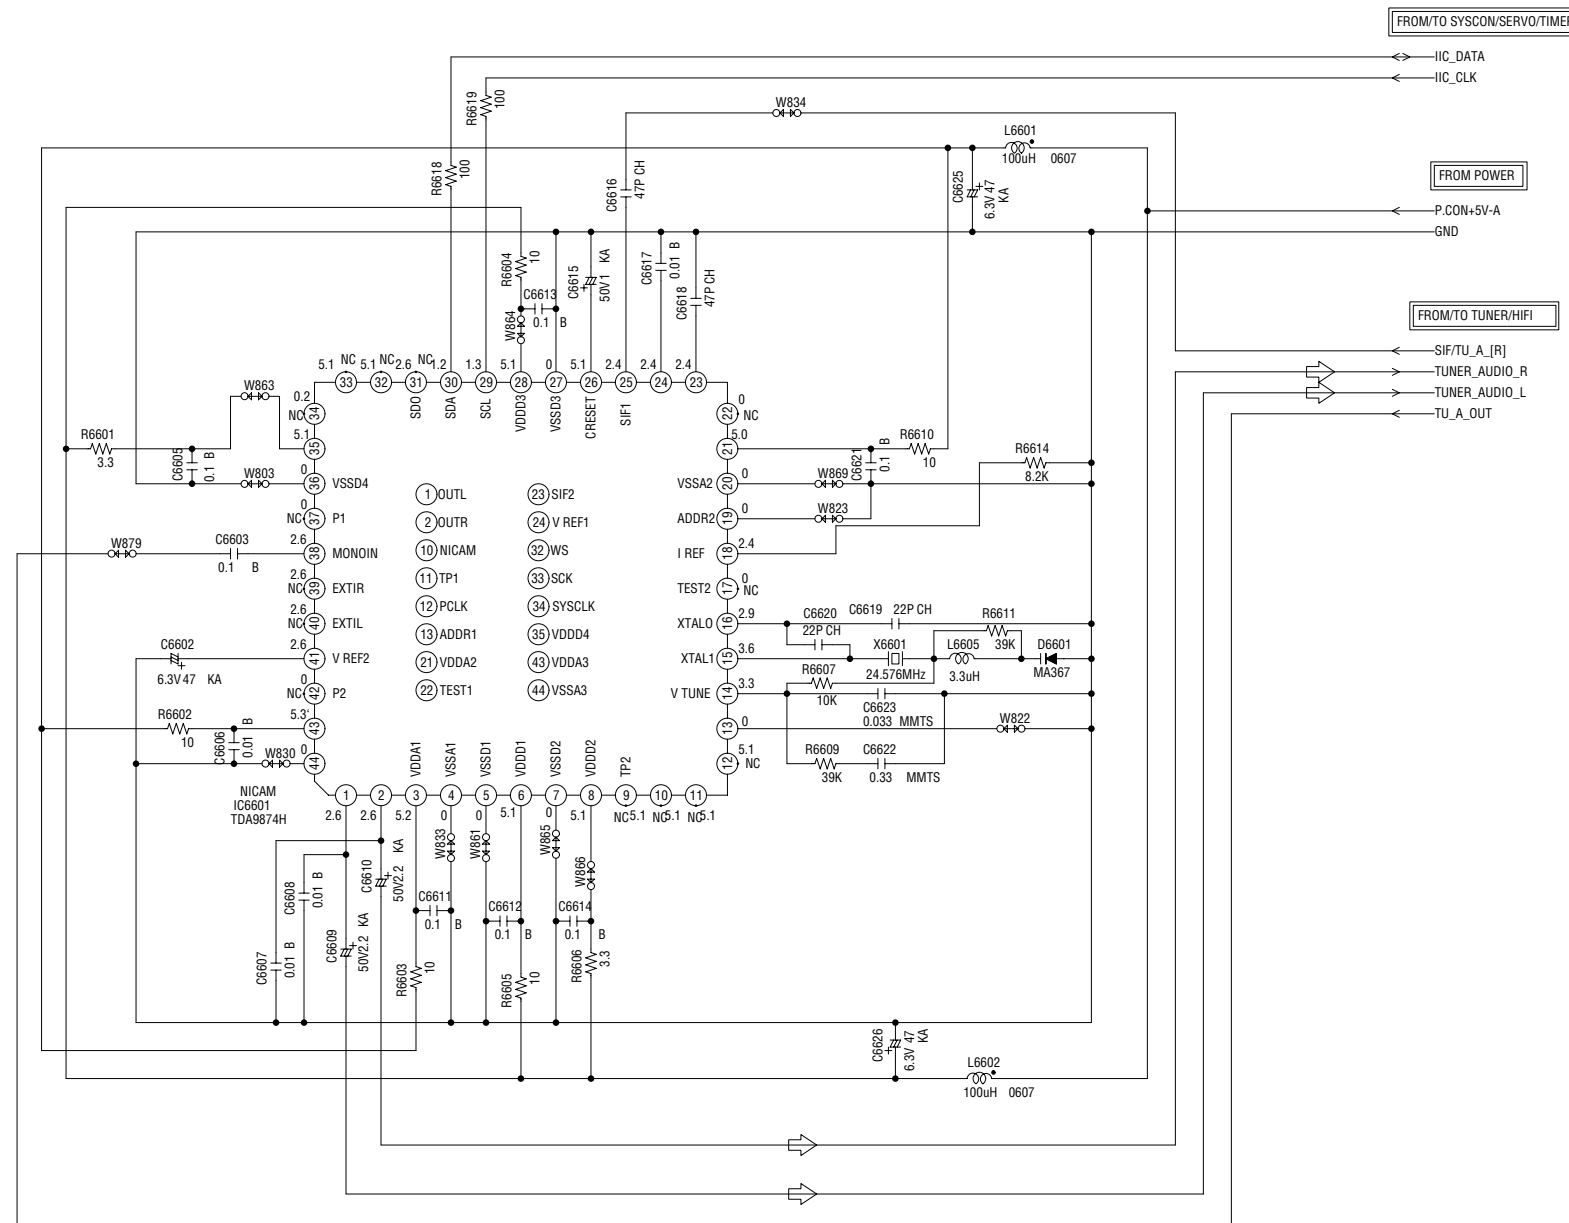 FROM/TO SYSCON/SERVO/TIMER
IIC_DATA
IIC_CLK
R6619
100
W834
L6601
100uH 0607
R6618
100
C6616
47P CH
C6625
6.3V 47
KA
FROM POWER
P.CON+5V-A
GND
R6604
10
C6613
0.1 B
W864
C6615
50V1 KA
C6617
0.01 B
C6618
47P CH
FROM/TO TUNER/HIFI
SIF/TU_A_[R]
TUNER_AUDIO_R
TUNER_AUDIO_L
TU_A_OUT
5.1 NC 5.1 NC 2.6 NC 1.2 1.3 5.1 0 5.1 2.4 2.4 2.4
33 32 31 30 29 28 27 26 25 24 23
SDO SDA SCL VDDD3 VSSD3 CRESET SIF1
W863
0.2
NC 34
R6601
3.3
C6605
0.1 B
5.1
35
W803
0
36 VSSD4
0
NC 37 P1
W879
C6603
0.1 B
2.6
38 MONOIN
2.6
NC 39 EXTIR
2.6
NC 40 EXTIL
C6602
6.3V 47 KA
2.6
41 V REF2
0
NC 42 P2
R6602
10
C6606
0.01 B
5.3'
43
W830
0
44
1 OUTL
2 OUTR
10 NICAM
11 TP1
12 PCLK
13 ADDR1
21 VDDA2
22 TEST1
23 SIF2
24 V REF1
32 WS
33 SCK
34 SYSCLK
35 VDDD4
43 VDDA3
44 VSSA3
22 0
NC
21 5.0
C6621
0.1 B
R6610
10
R6614
8.2K
VSSA2 20 0
W869
ADDR2 19 0
W823
I REF 18 2.4
TEST2 17 0
NC
XTALO 16 2.9
C6620
22P CH
C6619 22P CH
R6611
39K
XTAL1 15 3.6
X6601
24.576MHz
L6605
3.3uH
D6601
MA367
V TUNE 14 3.3
R6607
10K
C6623
0.033 MMTS
13 0
W822
12 5.1
NC
R6609
39K
C6622
0.33 MMTS
VDDA1 VSSA1 VSSD1 VDDD1 VSSD2 VDDD2 TP2
NICAM
IC6601
TDA9874H
1 2 3 4 5 6 7 8 9 10 11
2.6 2.6 5.2 0 0 5.1 0 5.1 NC 5.1 NC 5.1 NC 5.1
W833
W861
W865
W866
C6610
50V2.2 KA
C6608
0.01 B
C6611
0.1 B
C6612
0.1 B
C6614
0.1 B
C6609
50V2.2 KA
C6607
0.01 B
R6603
10
R6605
10
R6606
3.3
C6626
6.3V 47
KA
L6602
100uH 0607